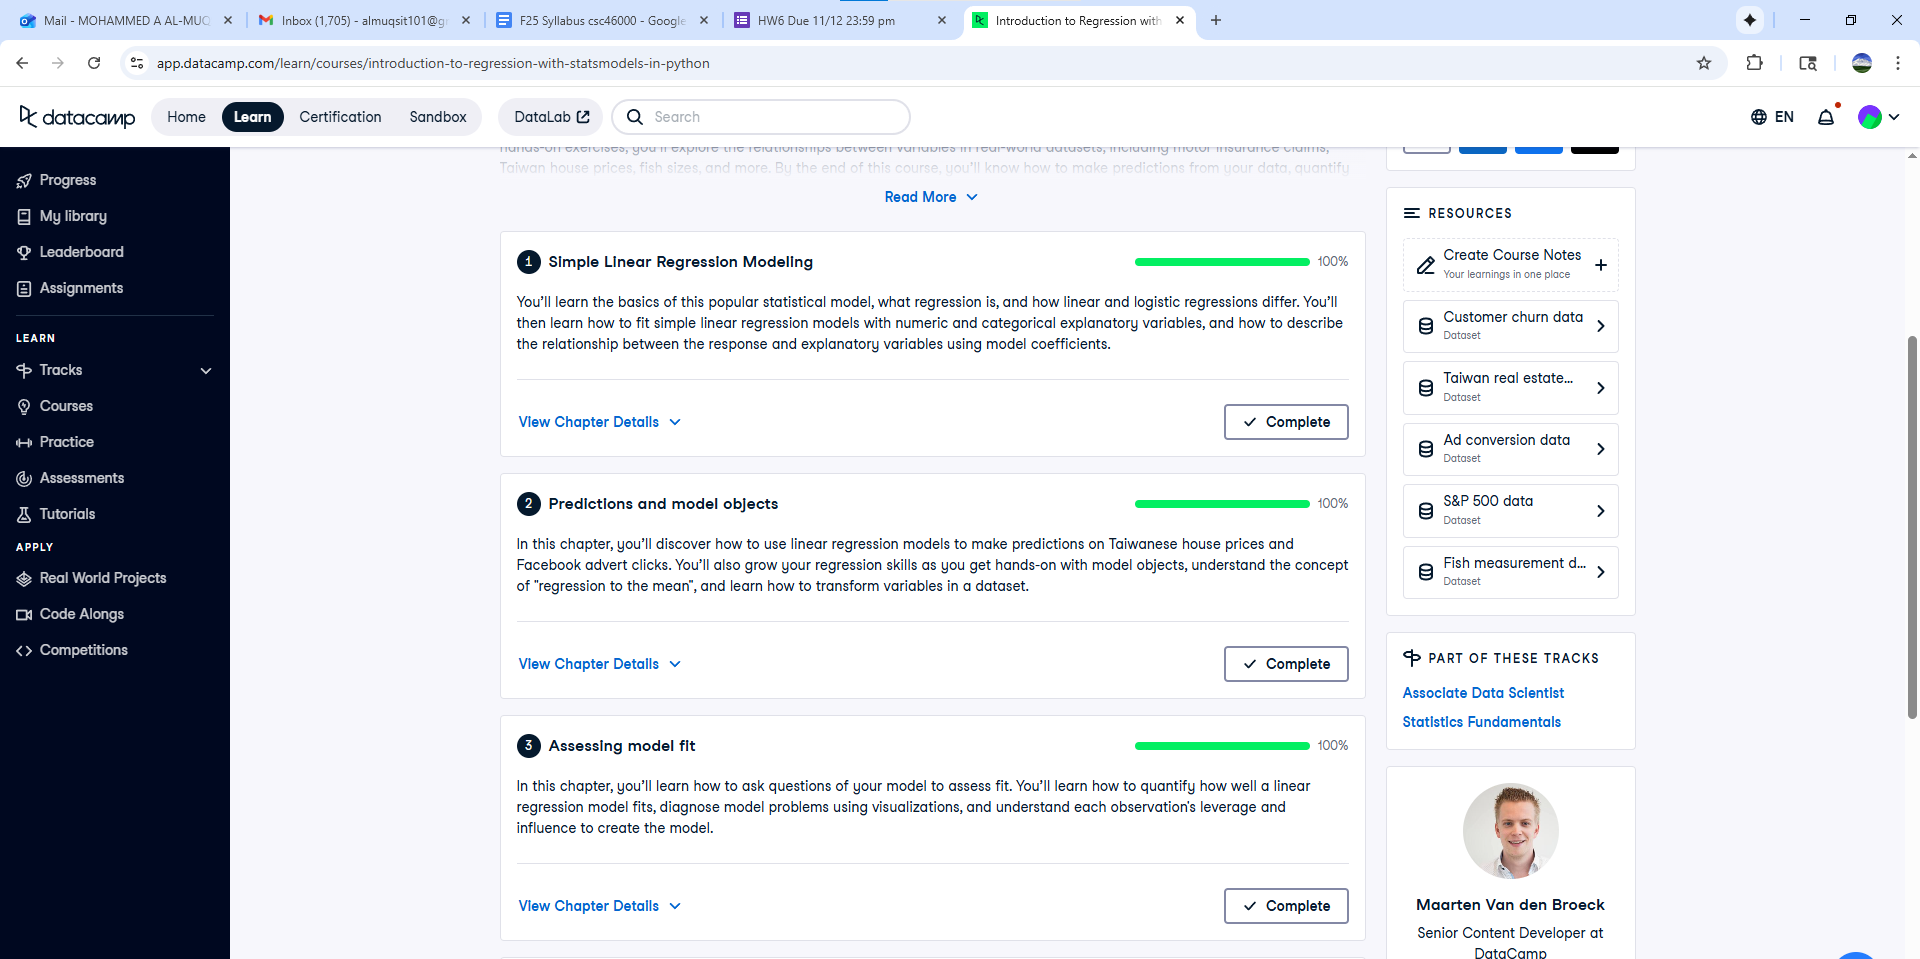 Mail - MOHAMMED A AL-MUQ
Inbox (1,705) - almuqsit101@g
F25 Syllabus csc46000 - Google
HW6 Due 11/12 23:59 pm
Introduction to Regression with
app.datacamp.com/learn/courses/introduction-to-regression-with-statsmodels-in-python
datacamp
Home
Learn
Certification
Sandbox
DataLab
Search
EN
Progress
My library
Leaderboard
Assignments
LEARN
Tracks
Courses
Practice
Assessments
Tutorials
APPLY
Real World Projects
Code Alongs
Competitions
hands-on exercises, you'll explore the relationships between variables in real-world datasets, including motor insurance claims,
Taiwan house prices, fish sizes, and more. By the end of this course, you'll know how to make predictions from your data, quantify
Read More
1 Simple Linear Regression Modeling 100%
You'll learn the basics of this popular statistical model, what regression is, and how linear and logistic regressions differ. You'll
then learn how to fit simple linear regression models with numeric and categorical explanatory variables, and how to describe
the relationship between the response and explanatory variables using model coefficients.
View Chapter Details
Complete
2 Predictions and model objects 100%
In this chapter, you'll discover how to use linear regression models to make predictions on Taiwanese house prices and
Facebook advert clicks. You'll also grow your regression skills as you get hands-on with model objects, understand the concept
of "regression to the mean", and learn how to transform variables in a dataset.
View Chapter Details
Complete
3 Assessing model fit 100%
In this chapter, you'll learn how to ask questions of your model to assess fit. You'll learn how to quantify how well a linear
regression model fits, diagnose model problems using visualizations, and understand each observation's leverage and
influence to create the model.
View Chapter Details
Complete
RESOURCES
Create Course Notes
Your learnings in one place
Customer churn data
Dataset
Taiwan real estate...
Dataset
Ad conversion data
Dataset
S&P 500 data
Dataset
Fish measurement d...
Dataset
PART OF THESE TRACKS
Associate Data Scientist
Statistics Fundamentals
Maarten Van den Broeck
Senior Content Developer at
DataCamp